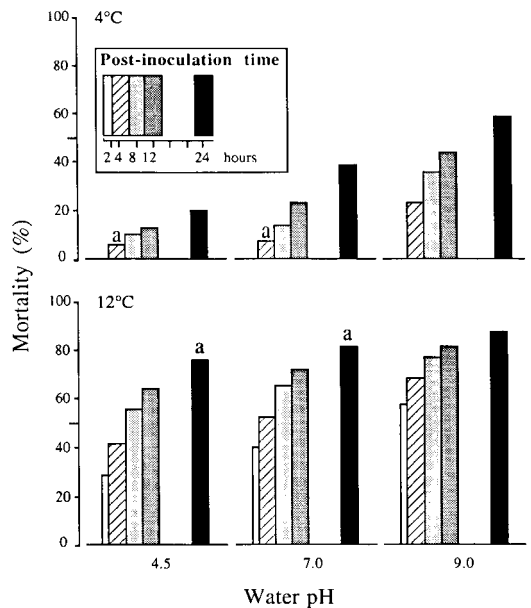 4°C
100
80
60
40
20
0
Post-inoculation time
2 4 8 12 24 hours
a
a
Mortality (%)
12°C
100
80
60
40
20
0
a
a
4.5 7.0 9.0
Water pH